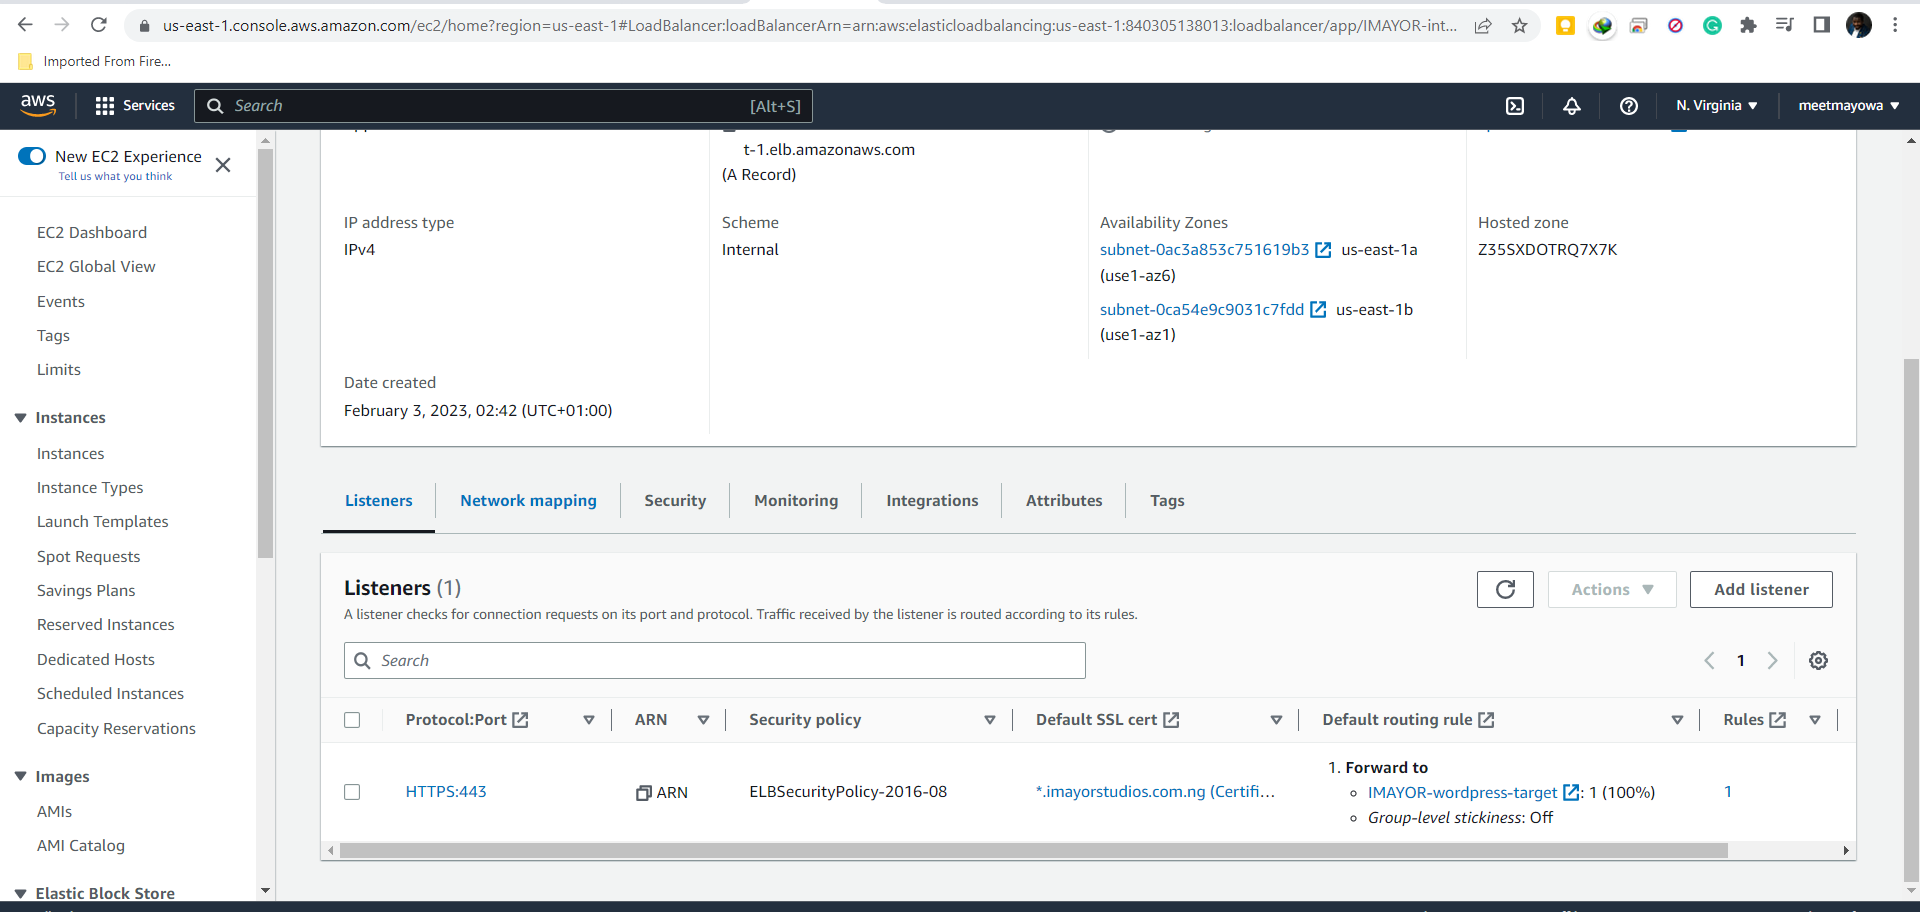 us-east-1.console.aws.amazon.com/ec2/home?region=us-east-1#LoadBalancer:loadBalancerArn=arn:aws:elasticloadbalancing:us-east-1:840305138013:loadbalancer/app/IMAYOR-int...
Imported From Fire...
aws
Services
Search
[Alt+S]
N. Virginia
meetmayowa
New EC2 Experience
Tell us what you think
EC2 Dashboard
EC2 Global View
Events
Tags
Limits
Instances
Instances
Instance Types
Launch Templates
Spot Requests
Savings Plans
Reserved Instances
Dedicated Hosts
Scheduled Instances
Capacity Reservations
Images
AMIs
AMI Catalog
Elastic Block Store
t-1.elb.amazonaws.com
(A Record)
IP address type
IPv4
Scheme
Internal
Availability Zones
subnet-0ac3a853c751619b3 us-east-1a
(use1-az6)
subnet-0ca54e9c9031c7fdd us-east-1b
(use1-az1)
Hosted zone
Z35SXDOTRQ7X7K
Date created
February 3, 2023, 02:42 (UTC+01:00)
Listeners
Network mapping
Security
Monitoring
Integrations
Attributes
Tags
Listeners (1)
A listener checks for connection requests on its port and protocol. Traffic received by the listener is routed according to its rules.
Actions
Add listener
Search
1
Protocol:Port
ARN
Security policy
Default SSL cert
Default routing rule
Rules
HTTPS:443
ARN
ELBSecurityPolicy-2016-08
*.imayorstudios.com.ng (Certifi...
1. Forward to
IMAYOR-wordpress-target : 1 (100%)
Group-level stickiness: Off
1